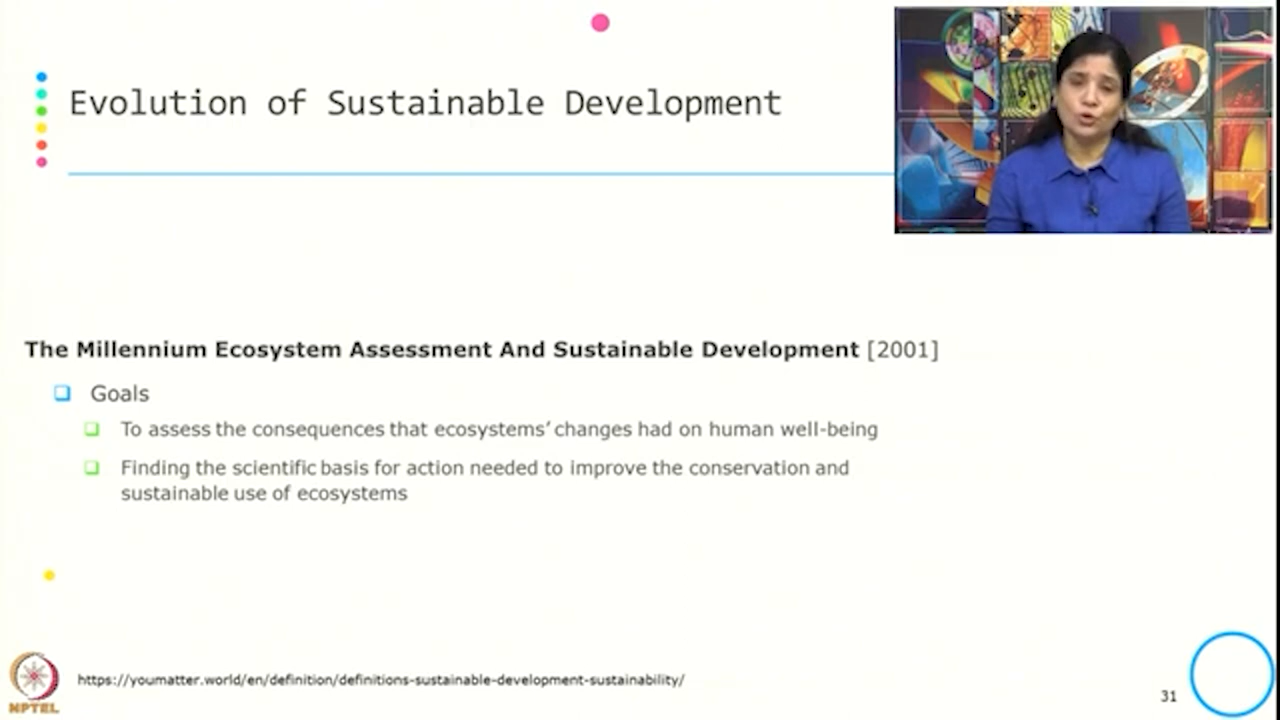 Evolution of Sustainable Development
The Millennium Ecosystem Assessment And Sustainable Development [2001]
Goals
To assess the consequences that ecosystems’ changes had on human well-being
Finding the scientific basis for action needed to improve the conservation and
sustainable use of ecosystems
NPTEL
https://youmatter.world/en/definition/definitions-sustainable-development-sustainability/
31